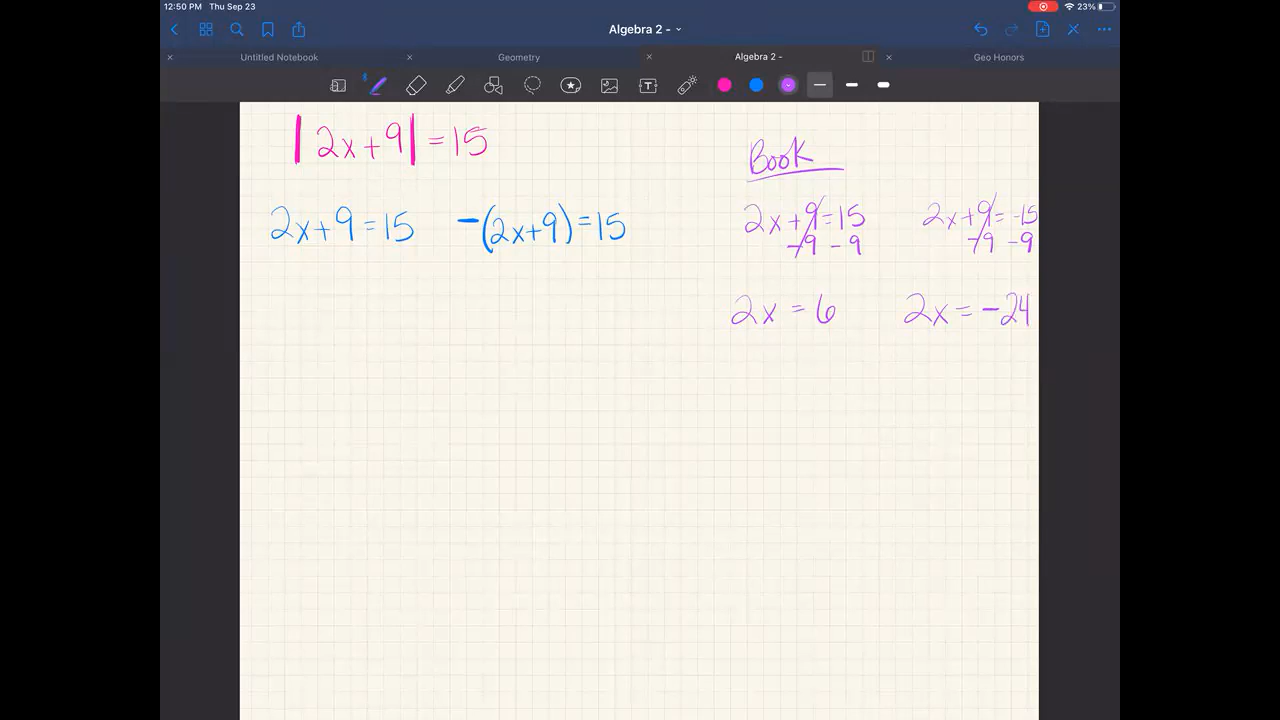 12:50 PM Thu Sep 23
23%
Algebra 2 -
Untitled Notebook
Geometry
Algebra 2 -
Geo Honors
|2x+9| = 15
2x+9 = 15 -(2x+9) = 15
Book
2x+9 = 15 2x+9 = -15
-9 -9 -9 -9
2x = 6 2x = -24